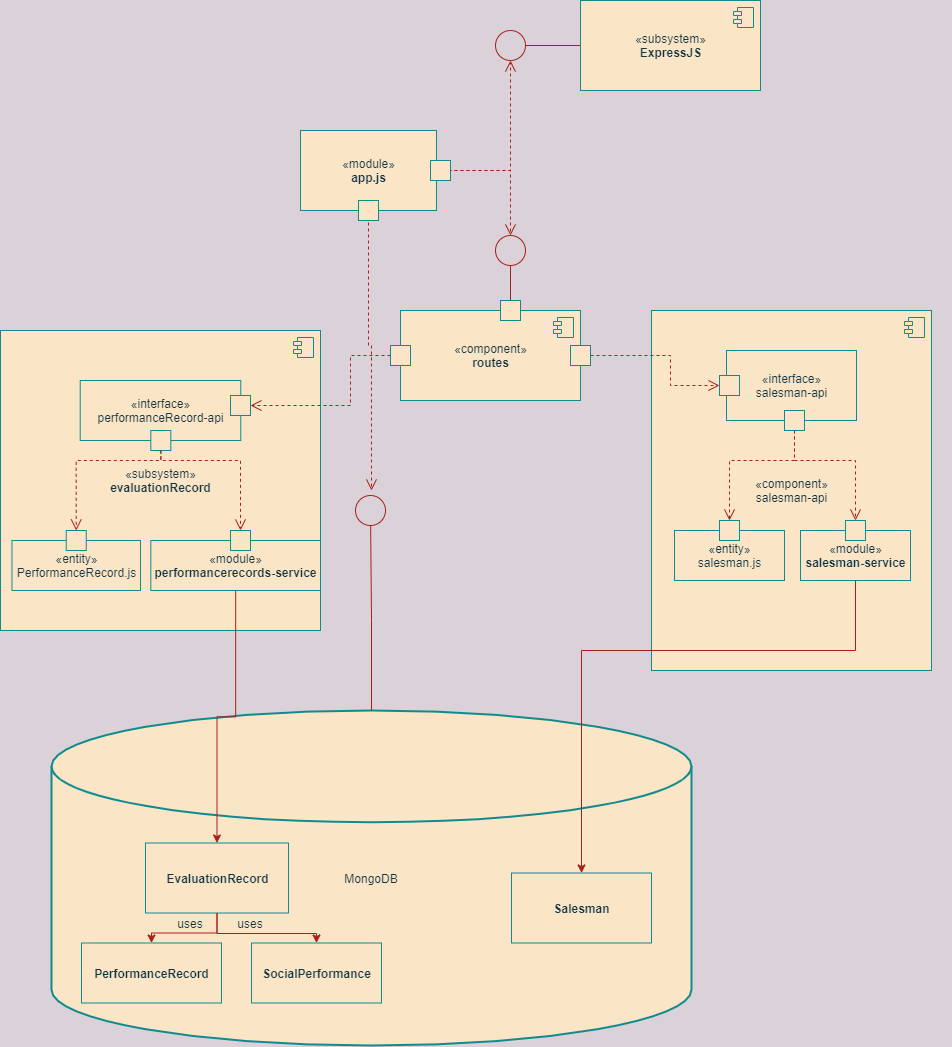 «subsystem»
ExpressJS
«module»
app.js
«component»
routes
«interface»
performanceRecord-api
«subsystem»
evaluationRecord
«entity»
PerformanceRecord.js
«module»
performancerecords-service
«interface»
salesman-api
«component»
salesman-api
«entity»
salesman.js
«module»
salesman-service
EvaluationRecord
MongoDB
Salesman
uses
uses
PerformanceRecord
SocialPerformance